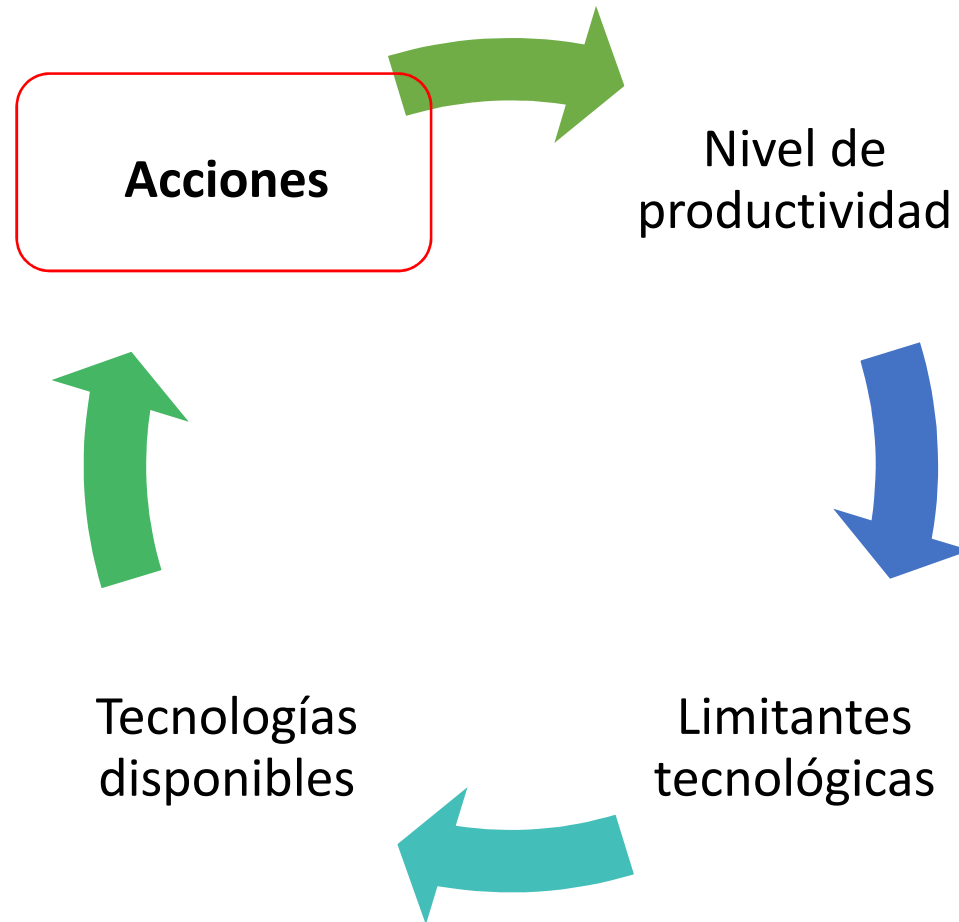 Acciones
Nivel de
productividad
Limitantes
tecnológicas
Tecnologías
disponibles